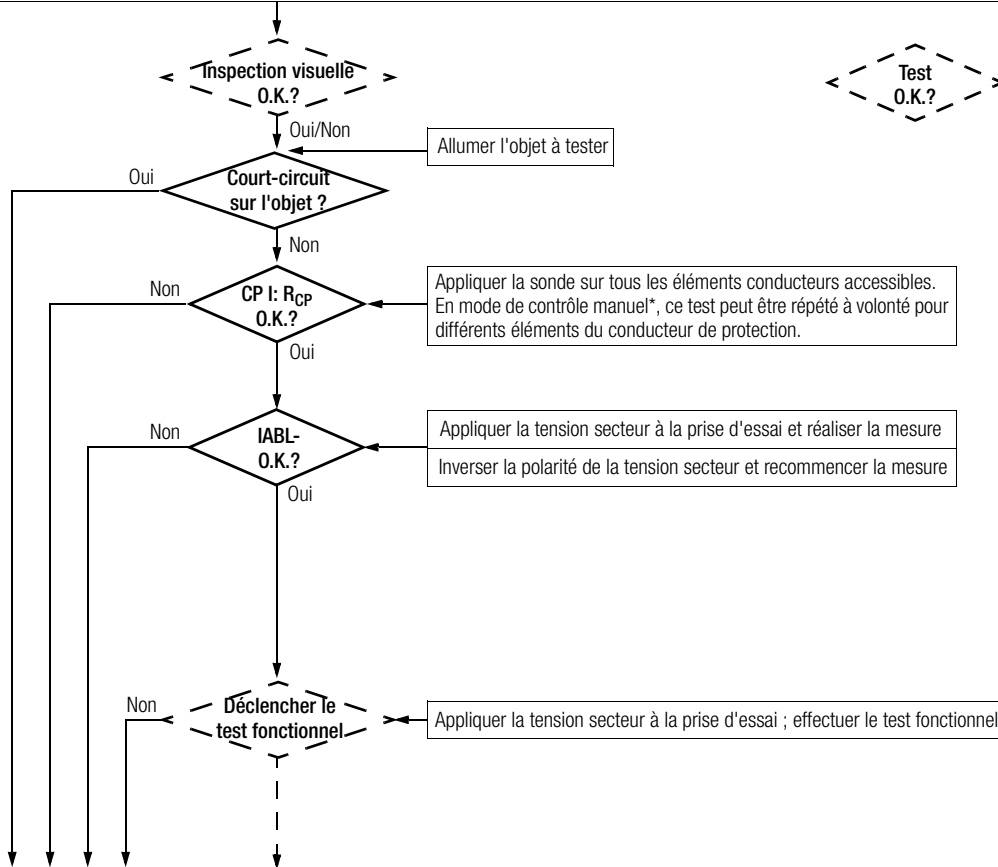 Inspection visuelle
O.K.?
Test
O.K.?
Oui/Non
Allumer l'objet à tester
Oui
Court-circuit
sur l'objet ?
Non
Non
CP I: RCP
O.K.?
Appliquer la sonde sur tous les éléments conducteurs accessibles.
En mode de contrôle manuel*, ce test peut être répété à volonté pour
différents éléments du conducteur de protection.
Oui
Non
IABL-
O.K.?
Appliquer la tension secteur à la prise d'essai et réaliser la mesure
Inverser la polarité de la tension secteur et recommencer la mesure
Oui
Non
Déclencher le
test fonctionnel
Appliquer la tension secteur à la prise d'essai ; effectuer le test fonctionnel